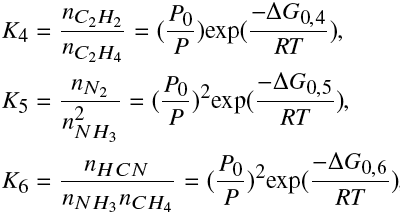 K_4 = \frac{n_{C_2H_2}}{n_{C_2H_4}} = (\frac{P_0}{P})\exp(\frac{-\Delta G_{0,4}}{RT}),
K_5 = \frac{n_{N_2}}{n_{NH_3}^2} = (\frac{P_0}{P})^2\exp(\frac{-\Delta G_{0,5}}{RT}),
K_6 = \frac{n_{HCN}}{n_{NH_3}n_{CH_4}} = (\frac{P_0}{P})^2\exp(\frac{-\Delta G_{0,6}}{RT})